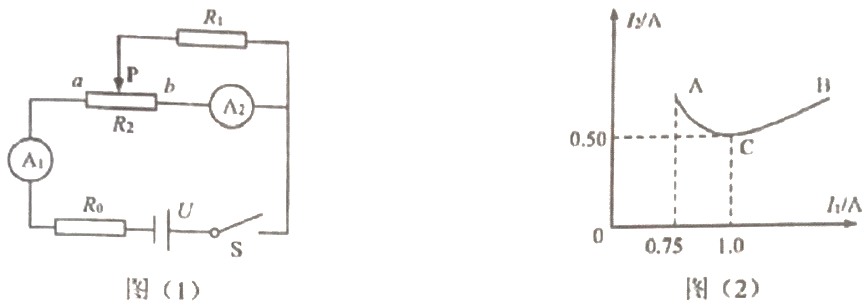 R₁
P
a
b
A₂
R₂
A₁
R₀
U
S
图（1）
I₂/A
A
B
0.50
C
I₁/A
0
0.75
1.0
图（2）